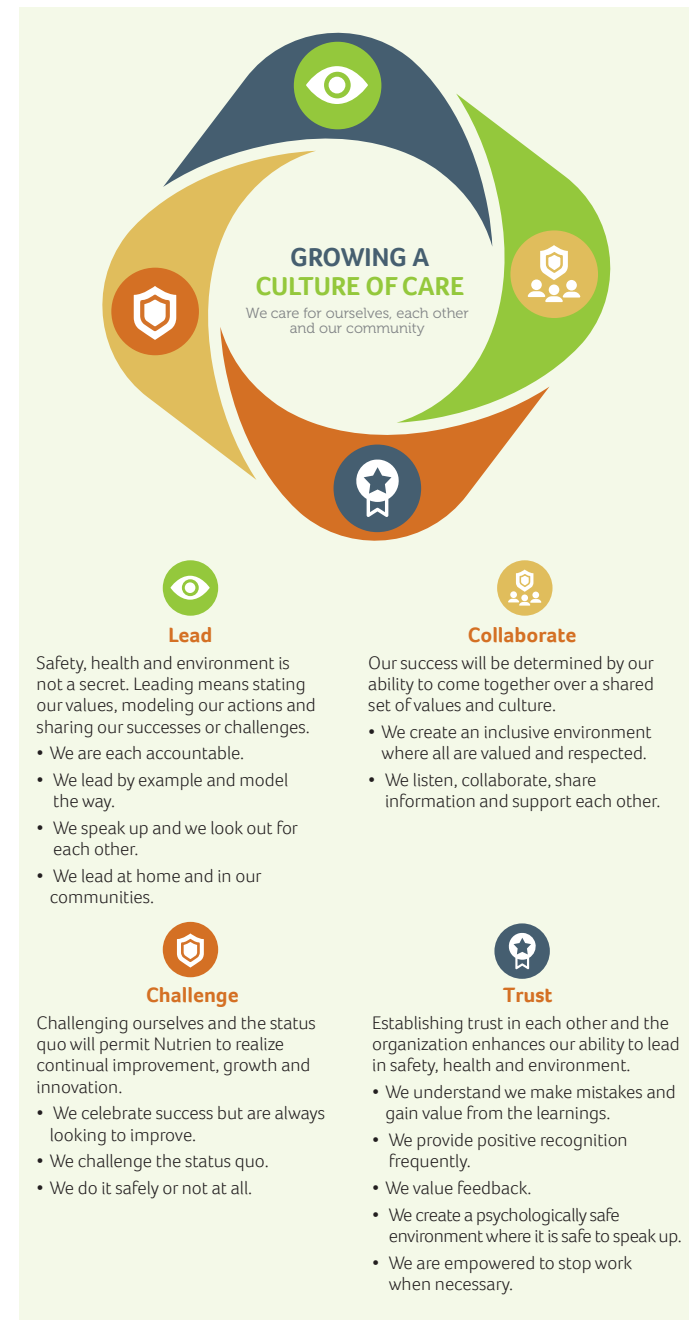 GROWING A
CULTURE OF CARE
We care for ourselves, each other
and our community
Lead
Safety, health and environment is
not a secret. Leading means stating
our values, modeling our actions and
sharing our successes or challenges.
• We are each accountable.
• We lead by example and model
the way.
• We speak up and we look out for
each other.
• We lead at home and in our
communities.
Collaborate
Our success will be determined by our
ability to come together over a shared
set of values and culture.
• We create an inclusive environment
where all are valued and respected.
• We listen, collaborate, share
information and support each other.
Challenge
Challenging ourselves and the status
quo will permit Nutrien to realize
continual improvement, growth and
innovation.
• We celebrate success but are always
looking to improve.
• We challenge the status quo.
• We do it safely or not at all.
Trust
Establishing trust in each other and the
organization enhances our ability to lead
in safety, health and environment.
• We understand we make mistakes and
gain value from the learnings.
• We provide positive recognition
frequently.
• We value feedback.
• We create a psychologically safe
environment where it is safe to speak up.
• We are empowered to stop work
when necessary.